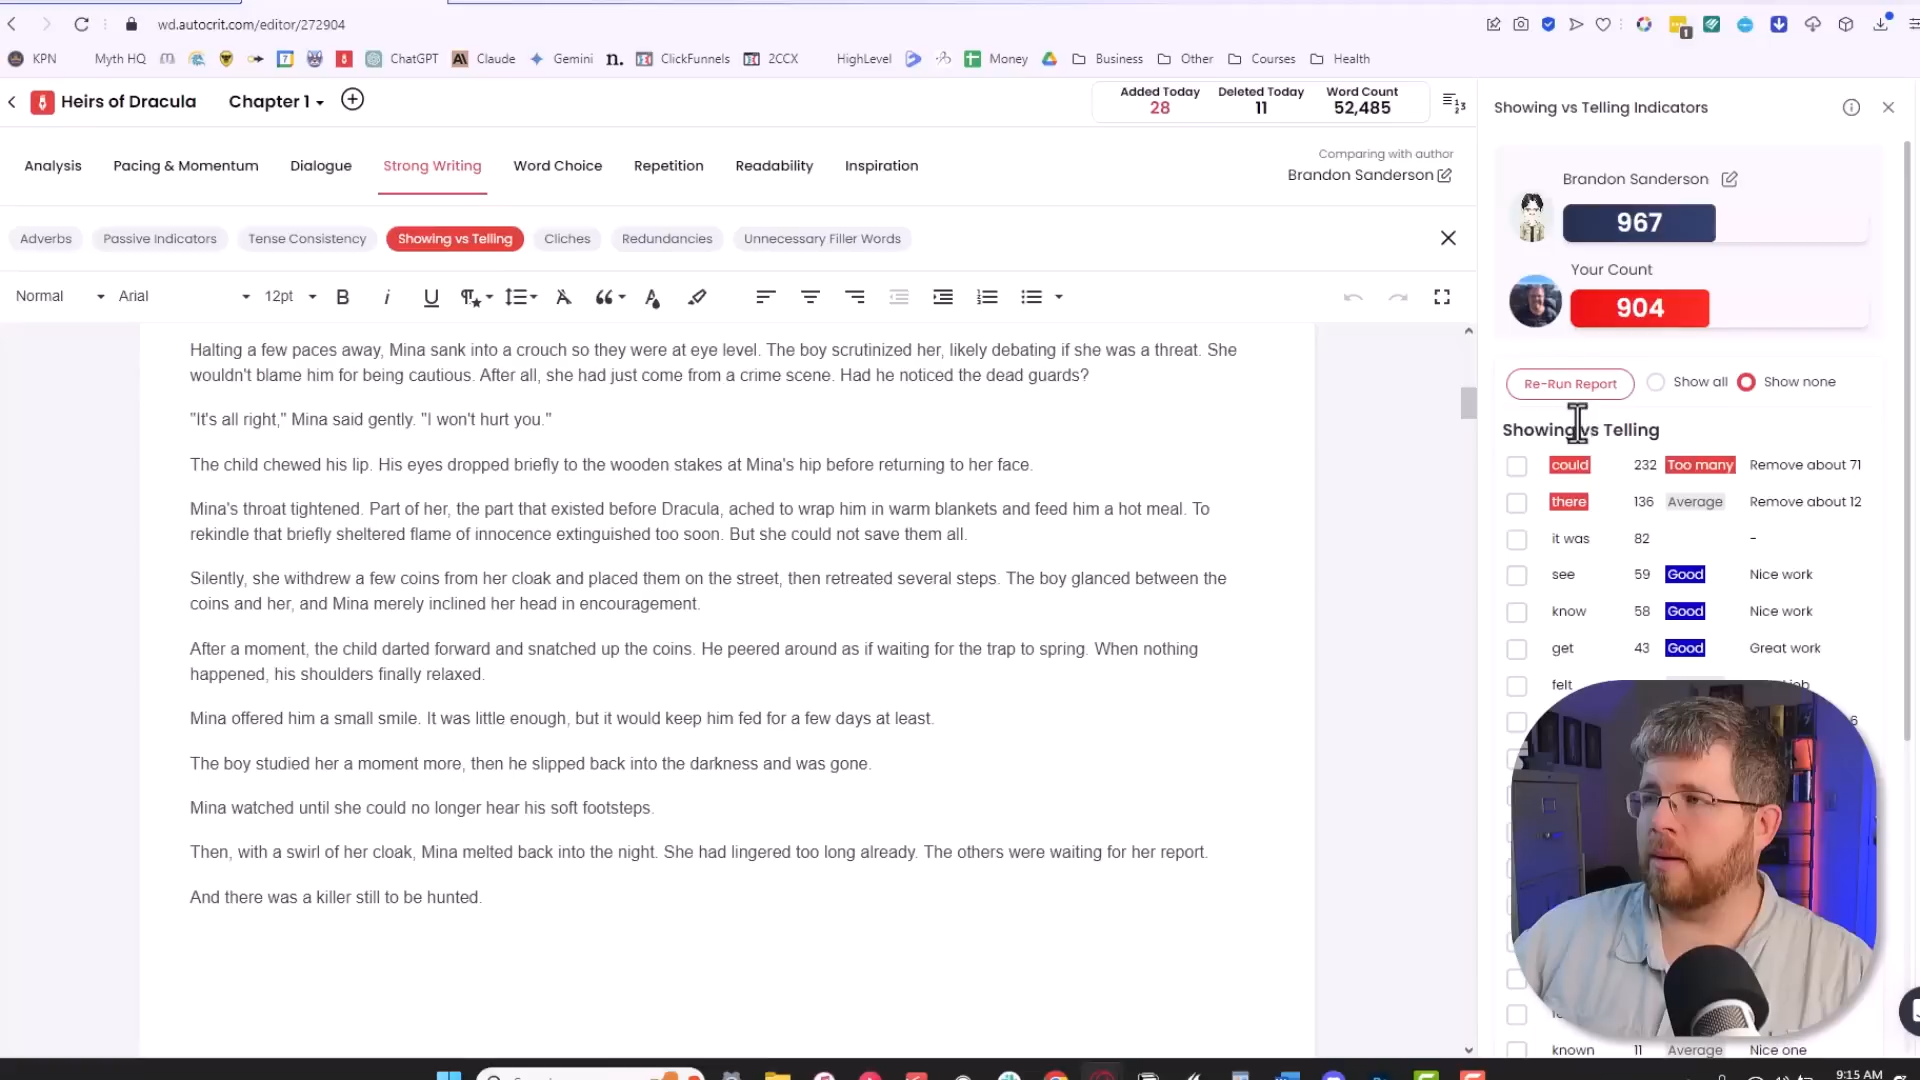 wd.autocrit.com/editor/272904
KPN Myth HQ ChatGPT Claude Gemini n. ClickFunnels 2CCX HighLevel Money Business Other Courses Health
Heirs of Dracula Chapter 1
Added Today Deleted Today Word Count
28 11 52,485
Analysis Pacing & Momentum Dialogue Strong Writing Word Choice Repetition Readability Inspiration
Comparing with author
Brandon Sanderson
Adverbs Passive Indicators Tense Consistency Showing vs Telling Cliches Redundancies Unnecessary Filler Words
Normal Arial 12pt B i U
Halting a few paces away, Mina sank into a crouch so they were at eye level. The boy scrutinized her, likely debating if she was a threat. She
wouldn't blame him for being cautious. After all, she had just come from a crime scene. Had he noticed the dead guards?
"It's all right," Mina said gently. "I won't hurt you."
The child chewed his lip. His eyes dropped briefly to the wooden stakes at Mina's hip before returning to her face.
Mina's throat tightened. Part of her, the part that existed before Dracula, ached to wrap him in warm blankets and feed him a hot meal. To
rekindle that briefly sheltered flame of innocence extinguished too soon. But she could not save them all.
Silently, she withdrew a few coins from her cloak and placed them on the street, then retreated several steps. The boy glanced between the
coins and her, and Mina merely inclined her head in encouragement.
After a moment, the child darted forward and snatched up the coins. He peered around as if waiting for the trap to spring. When nothing
happened, his shoulders finally relaxed.
Mina offered him a small smile. It was little enough, but it would keep him fed for a few days at least.
The boy studied her a moment more, then he slipped back into the darkness and was gone.
Mina watched until she could no longer hear his soft footsteps.
Then, with a swirl of her cloak, Mina melted back into the night. She had lingered too long already. The others were waiting for her report.
And there was a killer still to be hunted.
Showing vs Telling Indicators
Brandon Sanderson
967
Your Count
904
Re-Run Report Show all Show none
Showing vs Telling
could 232 Too many Remove about 71
there 136 Average Remove about 12
it was 82 -
see 59 Good Nice work
know 58 Good Nice work
get 43 Good Great work
felt
known 11 Average Nice one
9:15 AM